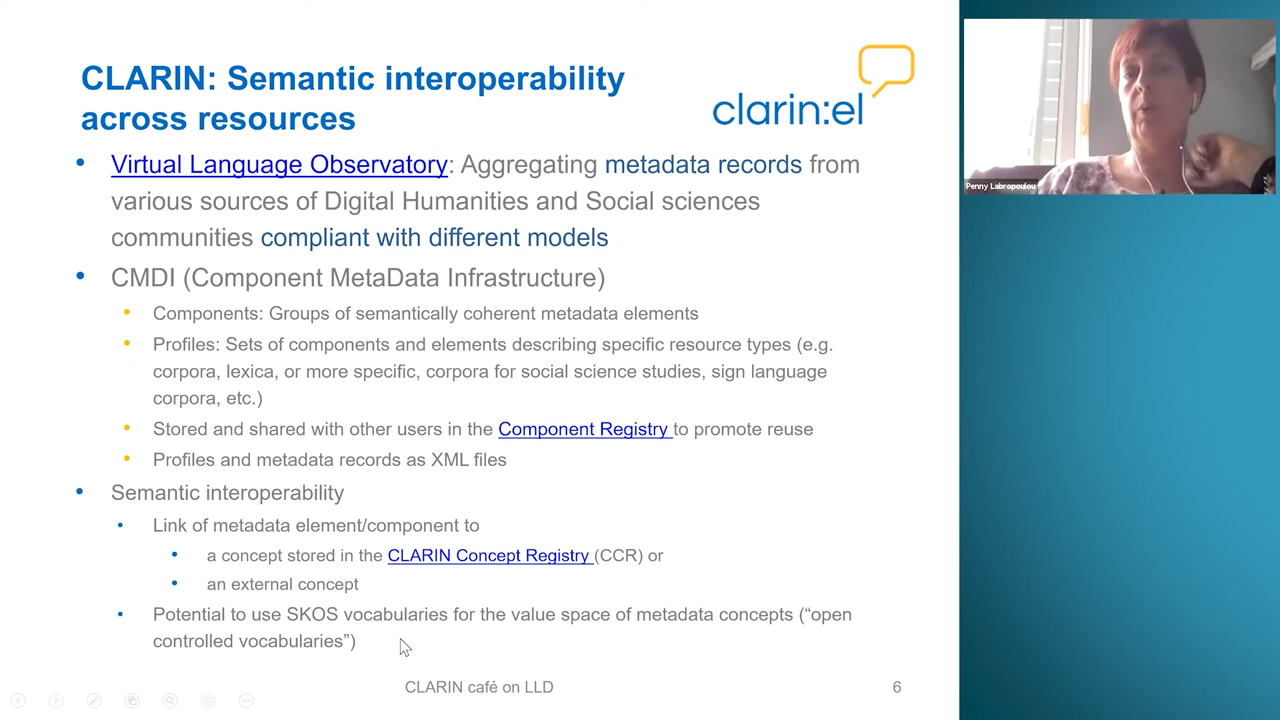 CLARIN: Semantic interoperability
across resources
clarin:el
• Virtual Language Observatory: Aggregating metadata records from
various sources of Digital Humanities and Social sciences
communities compliant with different models
• CMDI (Component MetaData Infrastructure)
• Components: Groups of semantically coherent metadata elements
• Profiles: Sets of components and elements describing specific resource types (e.g.
corpora, lexica, or more specific, corpora for social science studies, sign language
corpora, etc.)
• Stored and shared with other users in the Component Registry to promote reuse
• Profiles and metadata records as XML files
• Semantic interoperability
• Link of metadata element/component to
• a concept stored in the CLARIN Concept Registry (CCR) or
• an external concept
• Potential to use SKOS vocabularies for the value space of metadata concepts (“open
controlled vocabularies”)
CLARIN café on LLD
6
Penny Labropoulou